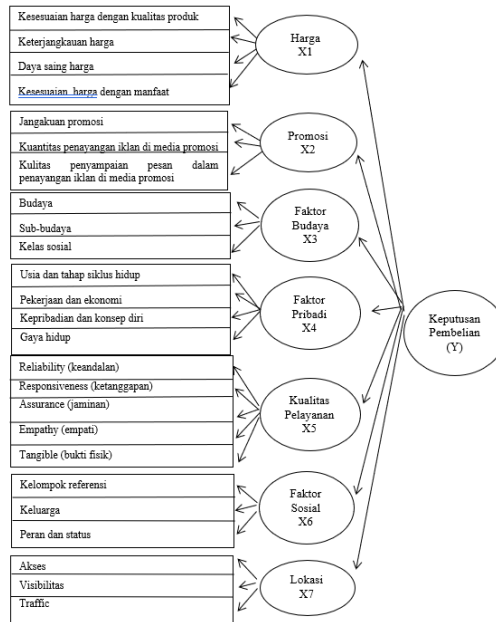 Kesesuaian harga dengan kualitas produk
Keterjangkauan harga
Daya saing harga
Kesesuaian harga dengan manfaat
Harga
X1
Jangakuan promosi
Kuantitas penayangan iklan di media promosi
Kulitas penyampaian pesan dalam
penayangan iklan di media promosi
Promosi
X2
Budaya
Sub-budaya
Kelas sosial
Faktor
Budaya
X3
Usia dan tahap siklus hidup
Pekerjaan dan ekonomi
Kepribadian dan konsep diri
Gaya hidup
Faktor
Pribadi
X4
Keputusan
Pembelian
(Y)
Reliability (keandalan)
Responsiveness (ketanggapan)
Assurance (jaminan)
Empathy (empati)
Tangible (bukti fisik)
Kualitas
Pelayanan
X5
Kelompok referensi
Keluarga
Peran dan status
Faktor
Sosial
X6
Akses
Visibilitas
Traffic
Lokasi
X7